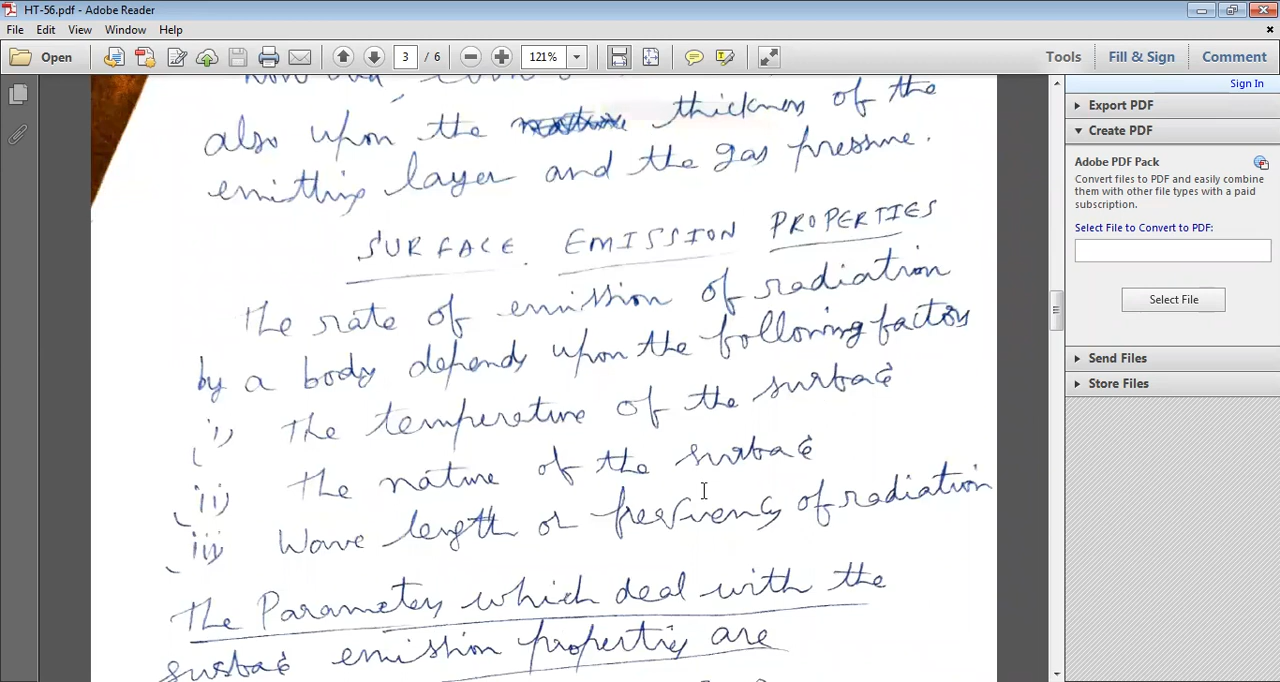 HT-56.pdf - Adobe Reader
File Edit View Window Help
Open 3 / 6 121% Tools Fill & Sign Comment
Sign In
Export PDF
Create PDF
Adobe PDF Pack
Convert files to PDF and easily combine
them with other file types with a paid
subscription.
Select File to Convert to PDF:
Select File
Send Files
Store Files
also upon the thickness of the
emitting layer and the gas pressure.
SURFACE EMISSION PROPERTIES
The rate of emission of radiation
by a body depends upon the following factors
(i) The temperature of the surface
(ii) The nature of the surface
(iii) Wave length or frequency of radiation
The Parameters which deal with the
surface emission properties are